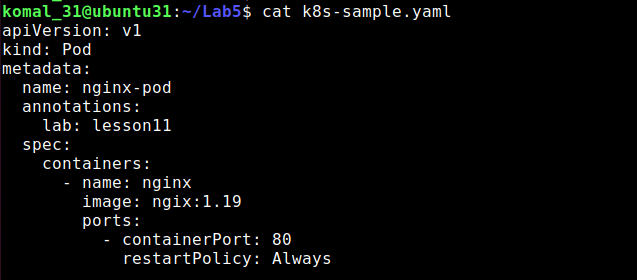 komal_31@ubuntu31:~/Lab5$ cat k8s-sample.yaml
apiVersion: v1
kind: Pod
metadata:
  name: nginx-pod
  annotations:
    lab: lesson11
  spec:
    containers:
      - name: nginx
        image: ngix:1.19
        ports:
          - containerPort: 80
            restartPolicy: Always